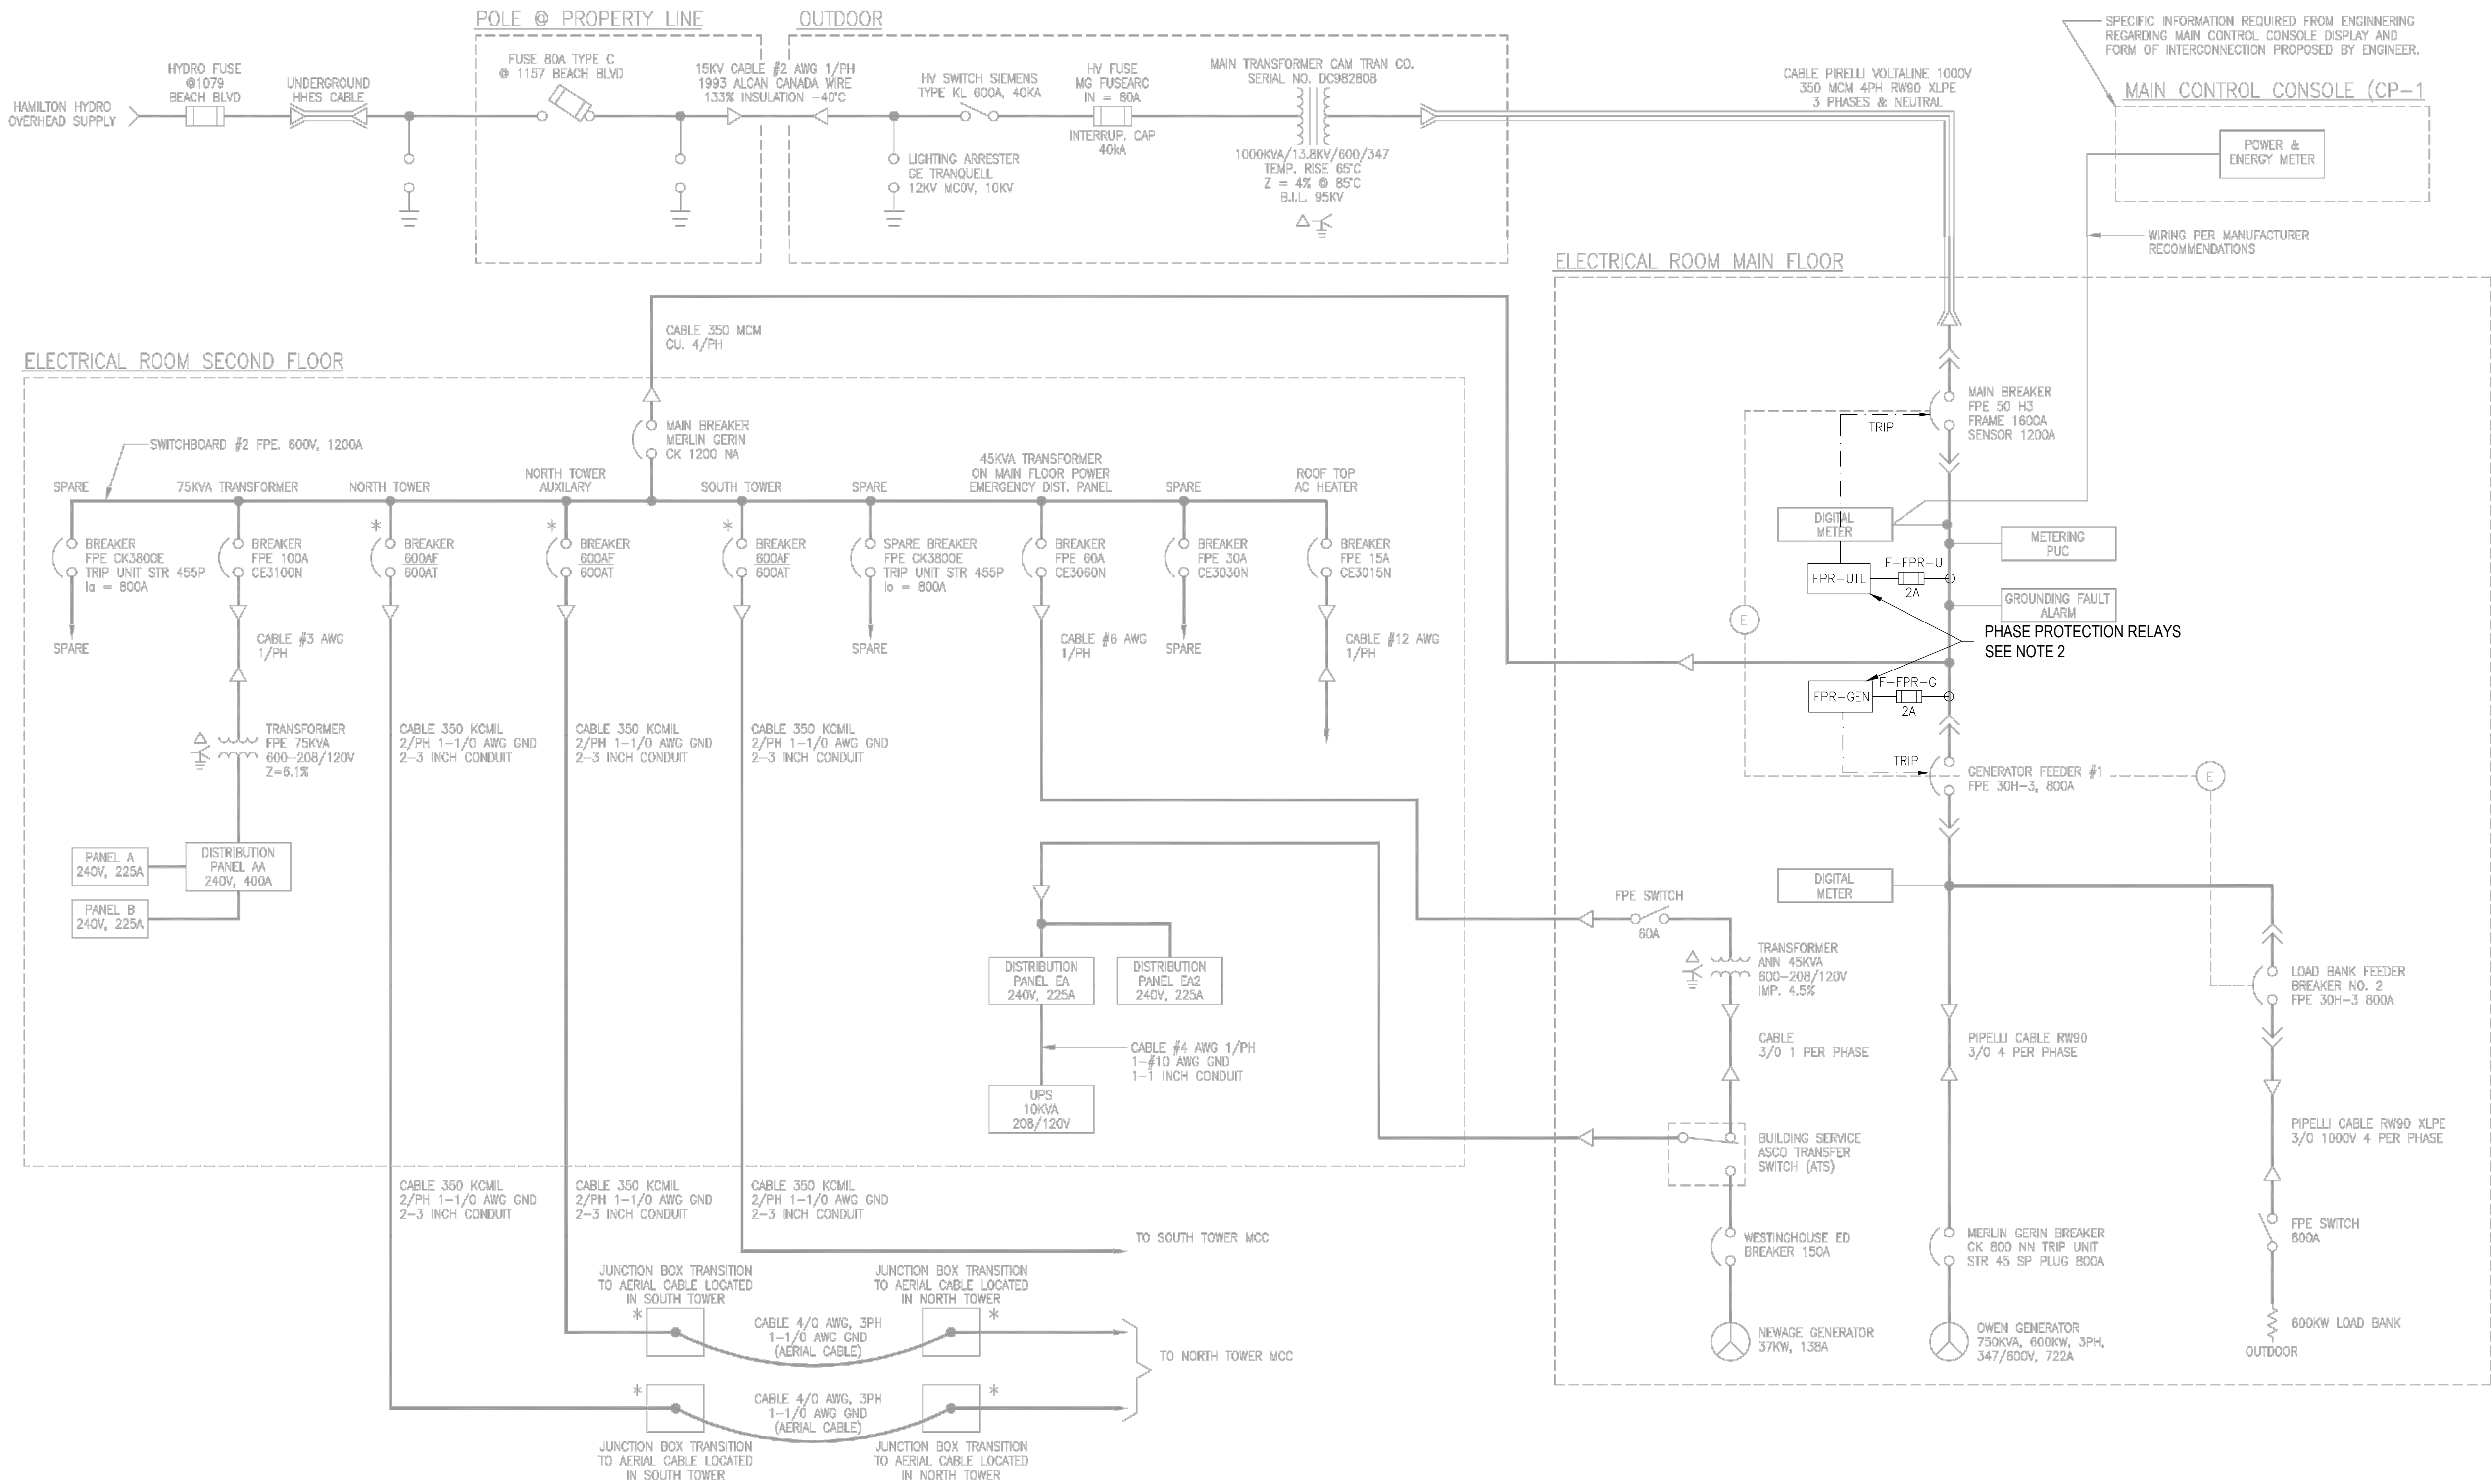 POLE @ PROPERTY LINE
OUTDOOR
SPECIFIC INFORMATION REQUIRED FROM ENGINNERING
REGARDING MAIN CONTROL CONSOLE DISPLAY AND
FORM OF INTERCONNECTION PROPOSED BY ENGINEER.
MAIN CONTROL CONSOLE (CP-1
POWER &
ENERGY METER
WIRING PER MANUFACTURER
RECOMMENDATIONS
HAMILTON HYDRO
OVERHEAD SUPPLY
HYDRO FUSE
@1079
BEACH BLVD
UNDERGROUND
HHES CABLE
FUSE 80A TYPE C
@ 1157 BEACH BLVD
15KV CABLE #2 AWG 1/PH
1993 ALCAN CANADA WIRE
133% INSULATION -40°C
LIGHTING ARRESTER
GE TRANQUELL
12KV MCOV, 10KV
HV SWITCH SIEMENS
TYPE KL 600A, 40KA
HV FUSE
MG FUSEARC
IN = 80A
INTERRUP. CAP
40kA
MAIN TRANSFORMER CAM TRAN CO.
SERIAL NO. DC982808
1000KVA/13.8KV/600/347
TEMP. RISE 65°C
Z = 4% @ 85°C
B.I.L. 95KV
CABLE PIRELLI VOLTALINE 1000V
350 MCM 4PH RW90 XLPE
3 PHASES & NEUTRAL
ELECTRICAL ROOM SECOND FLOOR
CABLE 350 MCM
CU. 4/PH
MAIN BREAKER
MERLIN GERIN
CK 1200 NA
SWITCHBOARD #2 FPE. 600V, 1200A
SPARE
75KVA TRANSFORMER
NORTH TOWER
NORTH TOWER
AUXILARY
SOUTH TOWER
SPARE
45KVA TRANSFORMER
ON MAIN FLOOR POWER
EMERGENCY DIST. PANEL
SPARE
ROOF TOP
AC HEATER
BREAKER
FPE CK3800E
TRIP UNIT STR 455P
Ia = 800A
SPARE
BREAKER
FPE 100A
CE3100N
*
BREAKER
600AF
600AT
*
BREAKER
600AF
600AT
*
BREAKER
600AF
600AT
SPARE BREAKER
FPE CK3800E
TRIP UNIT STR 455P
Io = 800A
SPARE
BREAKER
FPE 60A
CE3060N
BREAKER
FPE 30A
CE3030N
SPARE
BREAKER
FPE 15A
CE3015N
CABLE #3 AWG
1/PH
CABLE #6 AWG
1/PH
CABLE #12 AWG
1/PH
TRANSFORMER
FPE 75KVA
600-208/120V
Z=6.1%
CABLE 350 KCMIL
2/PH 1-1/0 AWG GND
2-3 INCH CONDUIT
CABLE 350 KCMIL
2/PH 1-1/0 AWG GND
2-3 INCH CONDUIT
CABLE 350 KCMIL
2/PH 1-1/0 AWG GND
2-3 INCH CONDUIT
PANEL A
240V, 225A
PANEL B
240V, 225A
DISTRIBUTION
PANEL AA
240V, 400A
DISTRIBUTION
PANEL EA
240V, 225A
DISTRIBUTION
PANEL EA2
240V, 225A
CABLE #4 AWG 1/PH
1-#10 AWG GND
1-1 INCH CONDUIT
UPS
10KVA
208/120V
CABLE 350 KCMIL
2/PH 1-1/0 AWG GND
2-3 INCH CONDUIT
CABLE 350 KCMIL
2/PH 1-1/0 AWG GND
2-3 INCH CONDUIT
CABLE 350 KCMIL
2/PH 1-1/0 AWG GND
2-3 INCH CONDUIT
TO SOUTH TOWER MCC
JUNCTION BOX TRANSITION
TO AERIAL CABLE LOCATED
IN SOUTH TOWER
*
JUNCTION BOX TRANSITION
TO AERIAL CABLE LOCATED
IN NORTH TOWER
*
CABLE 4/0 AWG, 3PH
1-1/0 AWG GND
(AERIAL CABLE)
TO NORTH TOWER MCC
*
CABLE 4/0 AWG, 3PH
1-1/0 AWG GND
(AERIAL CABLE)
*
JUNCTION BOX TRANSITION
TO AERIAL CABLE LOCATED
IN SOUTH TOWER
JUNCTION BOX TRANSITION
TO AERIAL CABLE LOCATED
IN NORTH TOWER
ELECTRICAL ROOM MAIN FLOOR
MAIN BREAKER
FPE 50 H3
FRAME 1600A
SENSOR 1200A
TRIP
DIGITAL
METER
METERING
PUC
FPR-UTL
F-FPR-U
2A
GROUNDING FAULT
ALARM
E
PHASE PROTECTION RELAYS
SEE NOTE 2
FPR-GEN
F-FPR-G
2A
TRIP
GENERATOR FEEDER #1
FPE 30H-3, 800A
E
DIGITAL
METER
FPE SWITCH
60A
TRANSFORMER
ANN 45KVA
600-208/120V
IMP. 4.5%
CABLE
3/0 1 PER PHASE
PIPELLI CABLE RW90
3/0 4 PER PHASE
LOAD BANK FEEDER
BREAKER NO. 2
FPE 30H-3 800A
PIPELLI CABLE RW90 XLPE
3/0 1000V 4 PER PHASE
BUILDING SERVICE
ASCO TRANSFER
SWITCH (ATS)
WESTINGHOUSE ED
BREAKER 150A
MERLIN GERIN BREAKER
CK 800 NN TRIP UNIT
STR 45 SP PLUG 800A
FPE SWITCH
800A
NEWAGE GENERATOR
37KW, 138A
OWEN GENERATOR
750KVA, 600KW, 3PH,
347/600V, 722A
600KW LOAD BANK
OUTDOOR